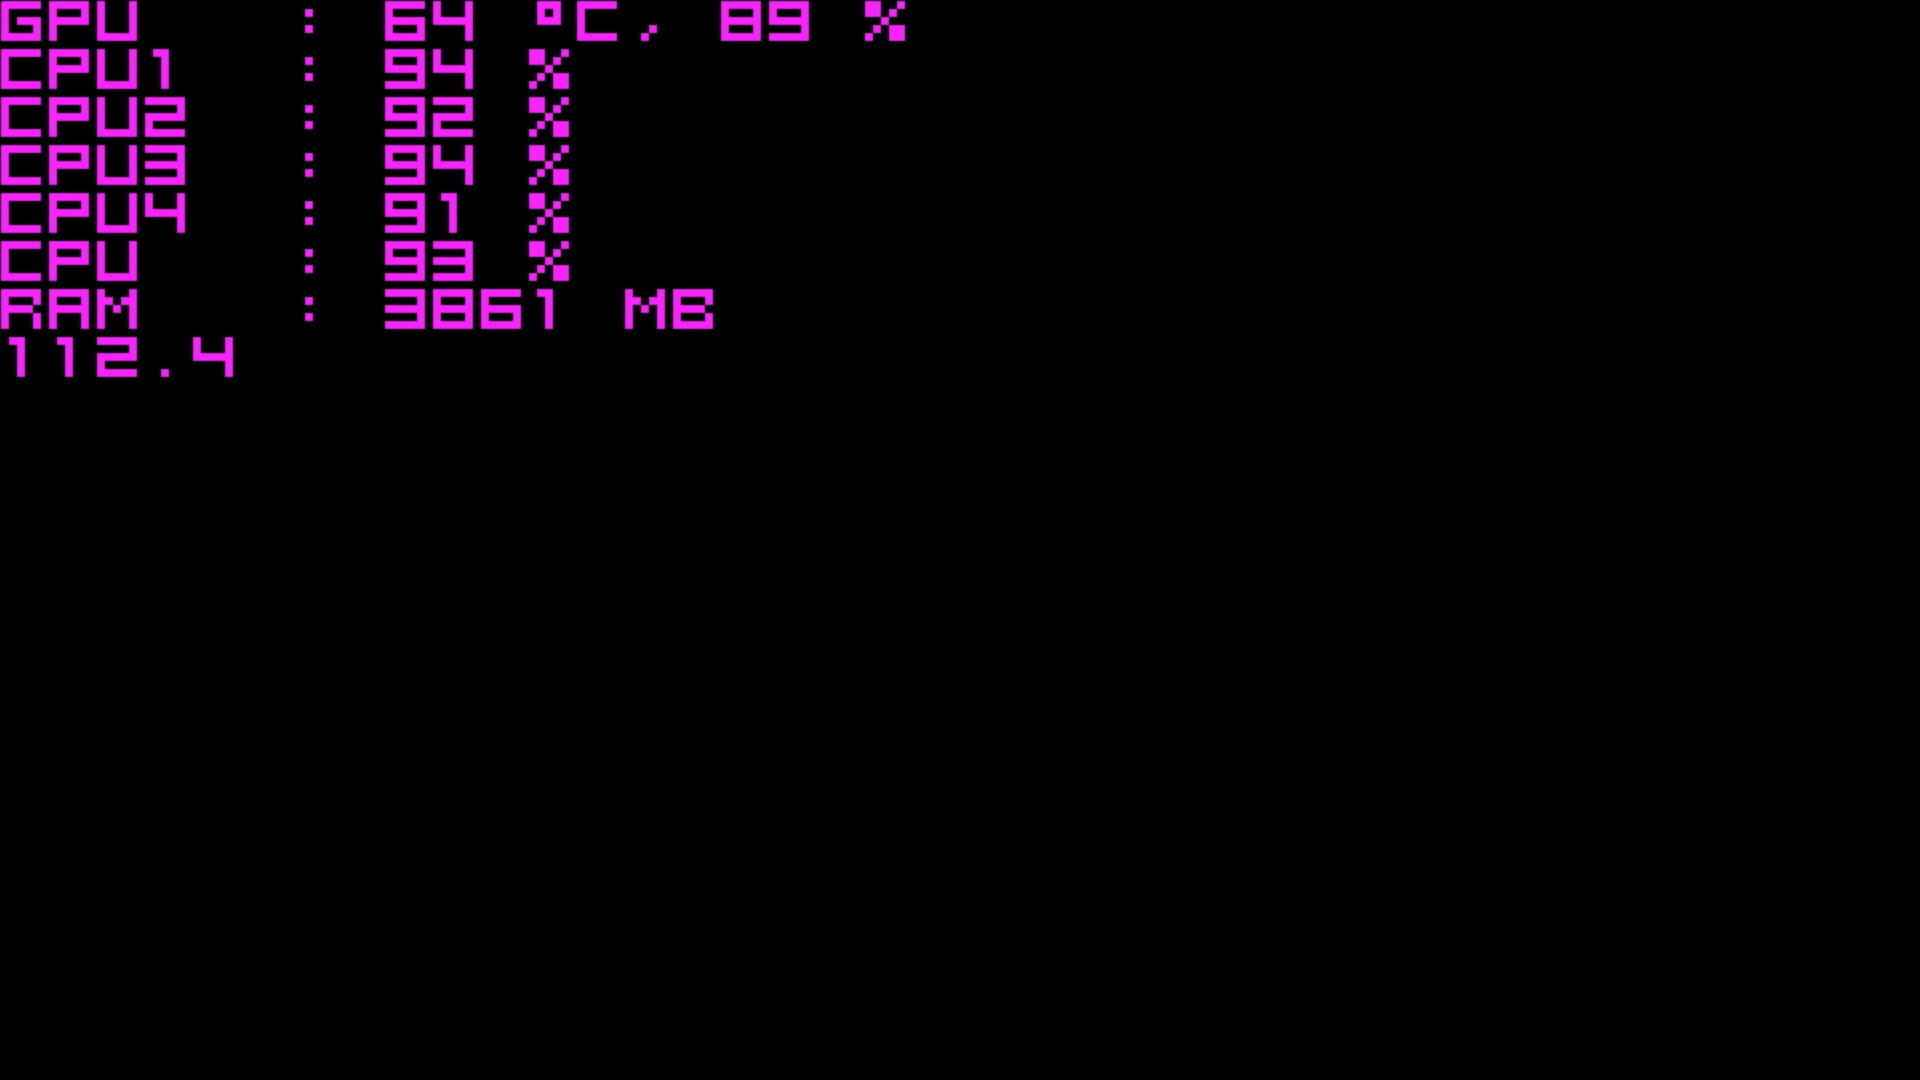 GPU : 64 °C, 89 %
CPU1 : 94 %
CPU2 : 92 %
CPU3 : 94 %
CPU4 : 91 %
CPU : 93 %
RAM : 3861 MB
112.4